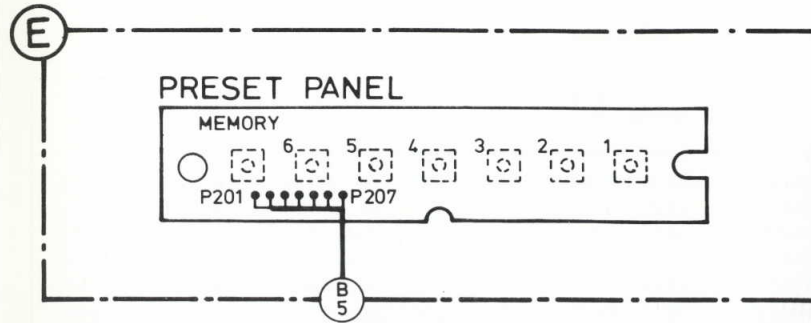 E
PRESET PANEL
MEMORY
6 5 4 3 2 1
P201 P207
B
5